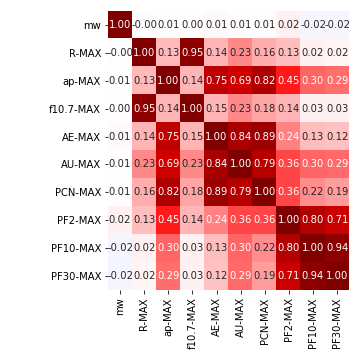 mw 1.00 -0.00 0.01 0.00 0.01 0.01 0.01 0.02 -0.02 -0.02
R-MAX -0.00 1.00 0.13 0.95 0.14 0.23 0.16 0.13 0.02 0.02
ap-MAX 0.01 0.13 1.00 0.14 0.75 0.69 0.82 0.45 0.30 0.29
f10.7-MAX 0.00 0.95 0.14 1.00 0.15 0.23 0.18 0.14 0.03 0.03
AE-MAX 0.01 0.14 0.75 0.15 1.00 0.84 0.89 0.24 0.13 0.12
AU-MAX 0.01 0.23 0.69 0.23 0.84 1.00 0.79 0.36 0.30 0.29
PCN-MAX 0.01 0.16 0.82 0.18 0.89 0.79 1.00 0.36 0.22 0.19
PF2-MAX 0.02 0.13 0.45 0.14 0.24 0.36 0.36 1.00 0.80 0.71
PF10-MAX -0.02 0.02 0.30 0.03 0.13 0.30 0.22 0.80 1.00 0.94
PF30-MAX -0.02 0.02 0.29 0.03 0.12 0.29 0.19 0.71 0.94 1.00
mw
R-MAX
ap-MAX
f10.7-MAX
AE-MAX
AU-MAX
PCN-MAX
PF2-MAX
PF10-MAX
PF30-MAX